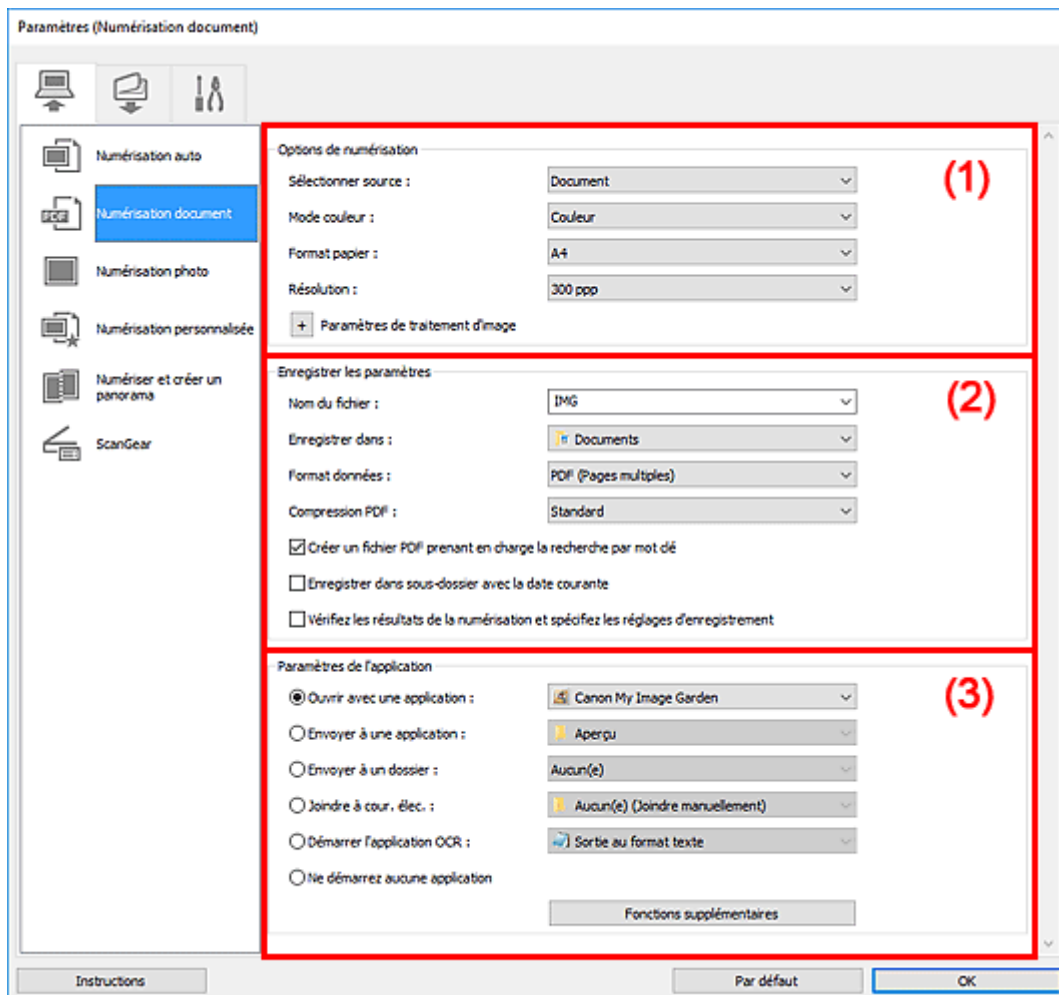 Paramètres (Numérisation document)
Numérisation auto
Numérisation document
Numérisation photo
Numérisation personnalisée
Numériser et créer un
panorama
ScanGear
Options de numérisation
(1)
Sélectionner source : Document
Mode couleur : Couleur
Format papier : A4
Résolution : 300 ppp
+ Paramètres de traitement d'image
Enregistrer les paramètres
(2)
Nom du fichier : IMG
Enregistrer dans : Documents
Format données : PDF (Pages multiples)
Compression PDF : Standard
Créer un fichier PDF prenant en charge la recherche par mot clé
Enregistrer dans sous-dossier avec la date courante
Vérifiez les résultats de la numérisation et spécifiez les réglages d'enregistrement
Paramètres de l'application
(3)
Ouvrir avec une application : Canon My Image Garden
Envoyer à une application : Aperçu
Envoyer à un dossier : Aucun(e)
Joindre à cour. élec. : Aucun(e) (Joindre manuellement)
Démarrer l'application OCR : Sortie au format texte
Ne démarrez aucune application
Fonctions supplémentaires
Instructions Par défaut OK